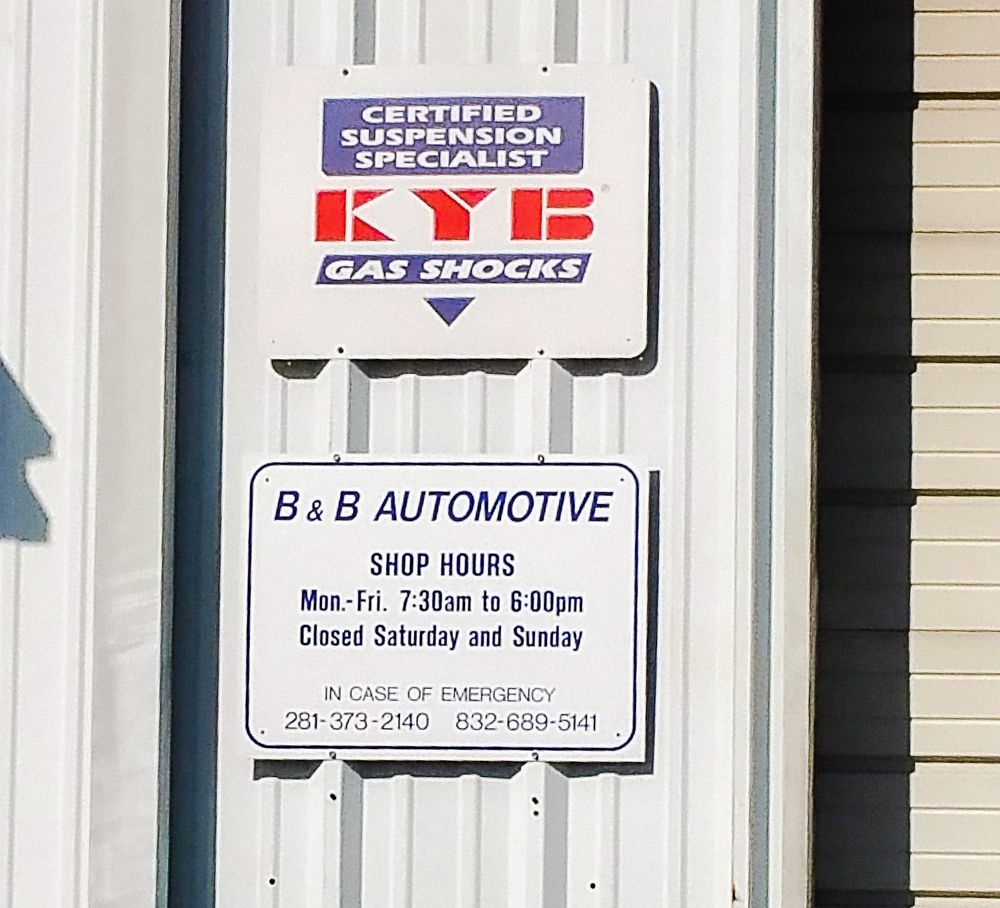 CERTIFIED
SUSPENSION
SPECIALIST
KYB®
GAS SHOCKS
B & B AUTOMOTIVE
SHOP HOURS
Mon.-Fri. 7:30am to 6:00pm
Closed Saturday and Sunday
IN CASE OF EMERGENCY
281-373-2140 832-689-5141